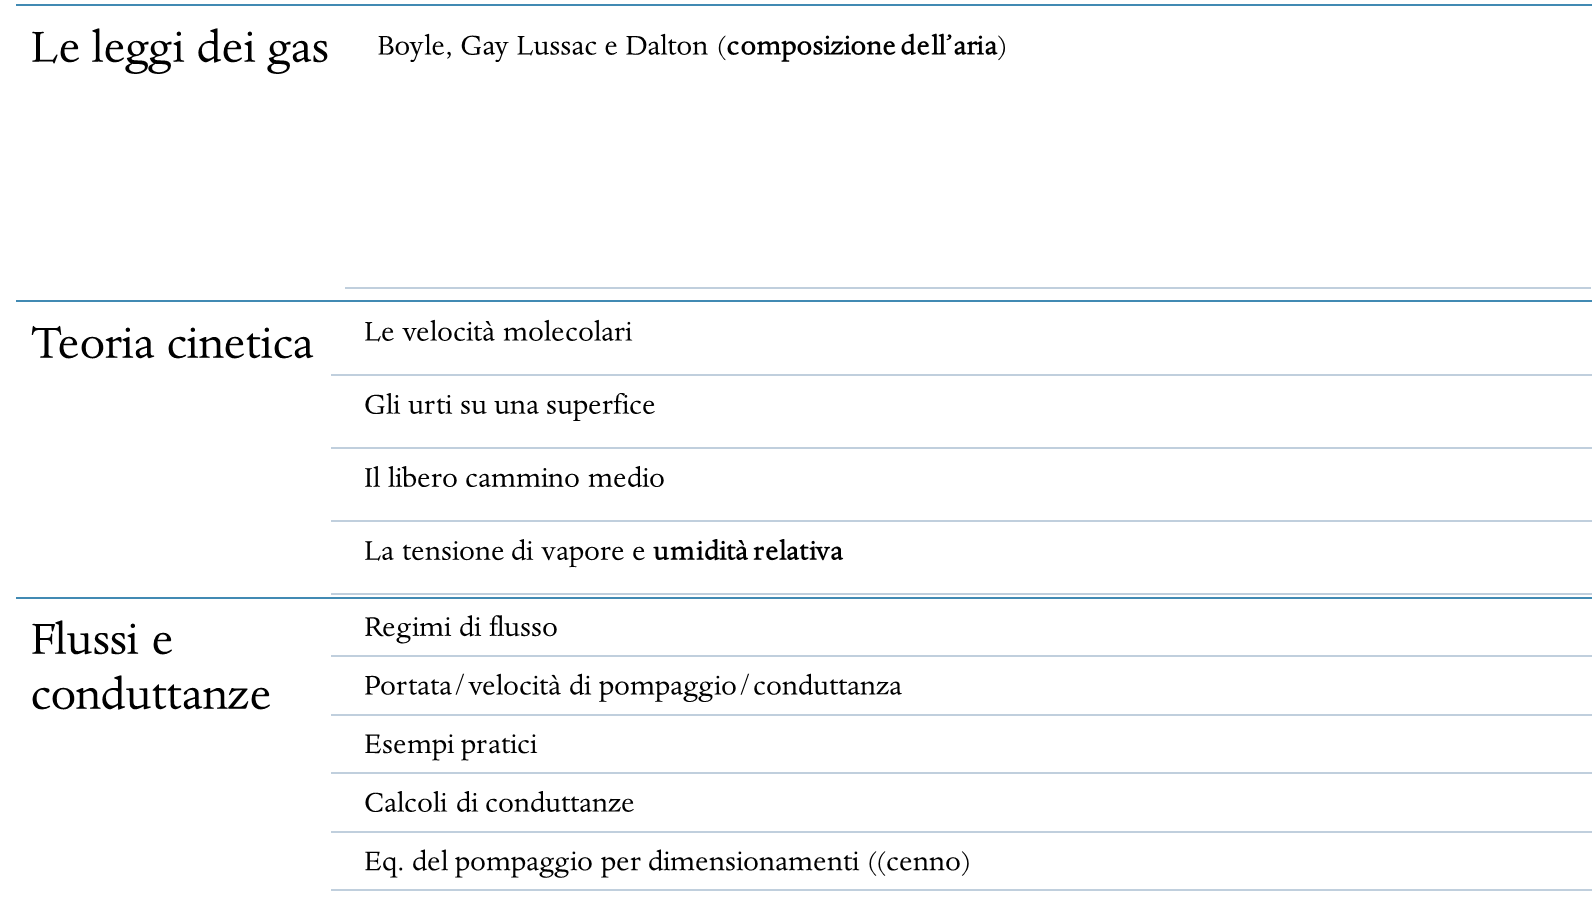 Le leggi dei gas
Boyle, Gay Lussac e Dalton (composizione dell’aria)
Teoria cinetica
Le velocità molecolari
Gli urti su una superfice
Il libero cammino medio
La tensione di vapore e umidità relativa
Flussi e
conduttanze
Regimi di flusso
Portata/velocità di pompaggio/conduttanza
Esempi pratici
Calcoli di conduttanze
Eq. del pompaggio per dimensionamenti ((cenno)